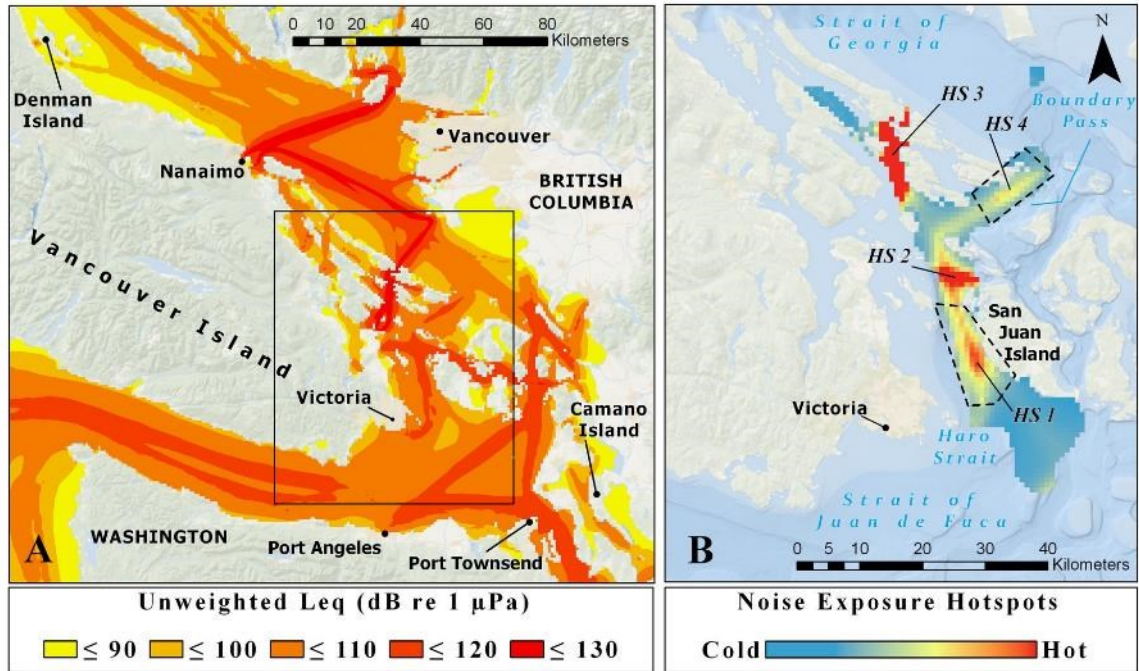 0 20 40 60 80
Kilometers
Denman
Island
Vancouver
Nanaimo
BRITISH
COLUMBIA
Vancouver Island
Victoria
Camano
Island
WASHINGTON
Port Angeles
Port Townsend
A
Unweighted Leq (dB re 1 µPa)
≤ 90 ≤ 100 ≤ 110 ≤ 120 ≤ 130
Strait of
Georgia
N
HS 3
Boundary
Pass
HS 4
HS 2
San
Juan
Island
HS 1
Victoria
Haro
Strait
Strait of
Juan de Fuca
B
0 10 20 30 40
Kilometers
Noise Exposure Hotspots
Cold Hot